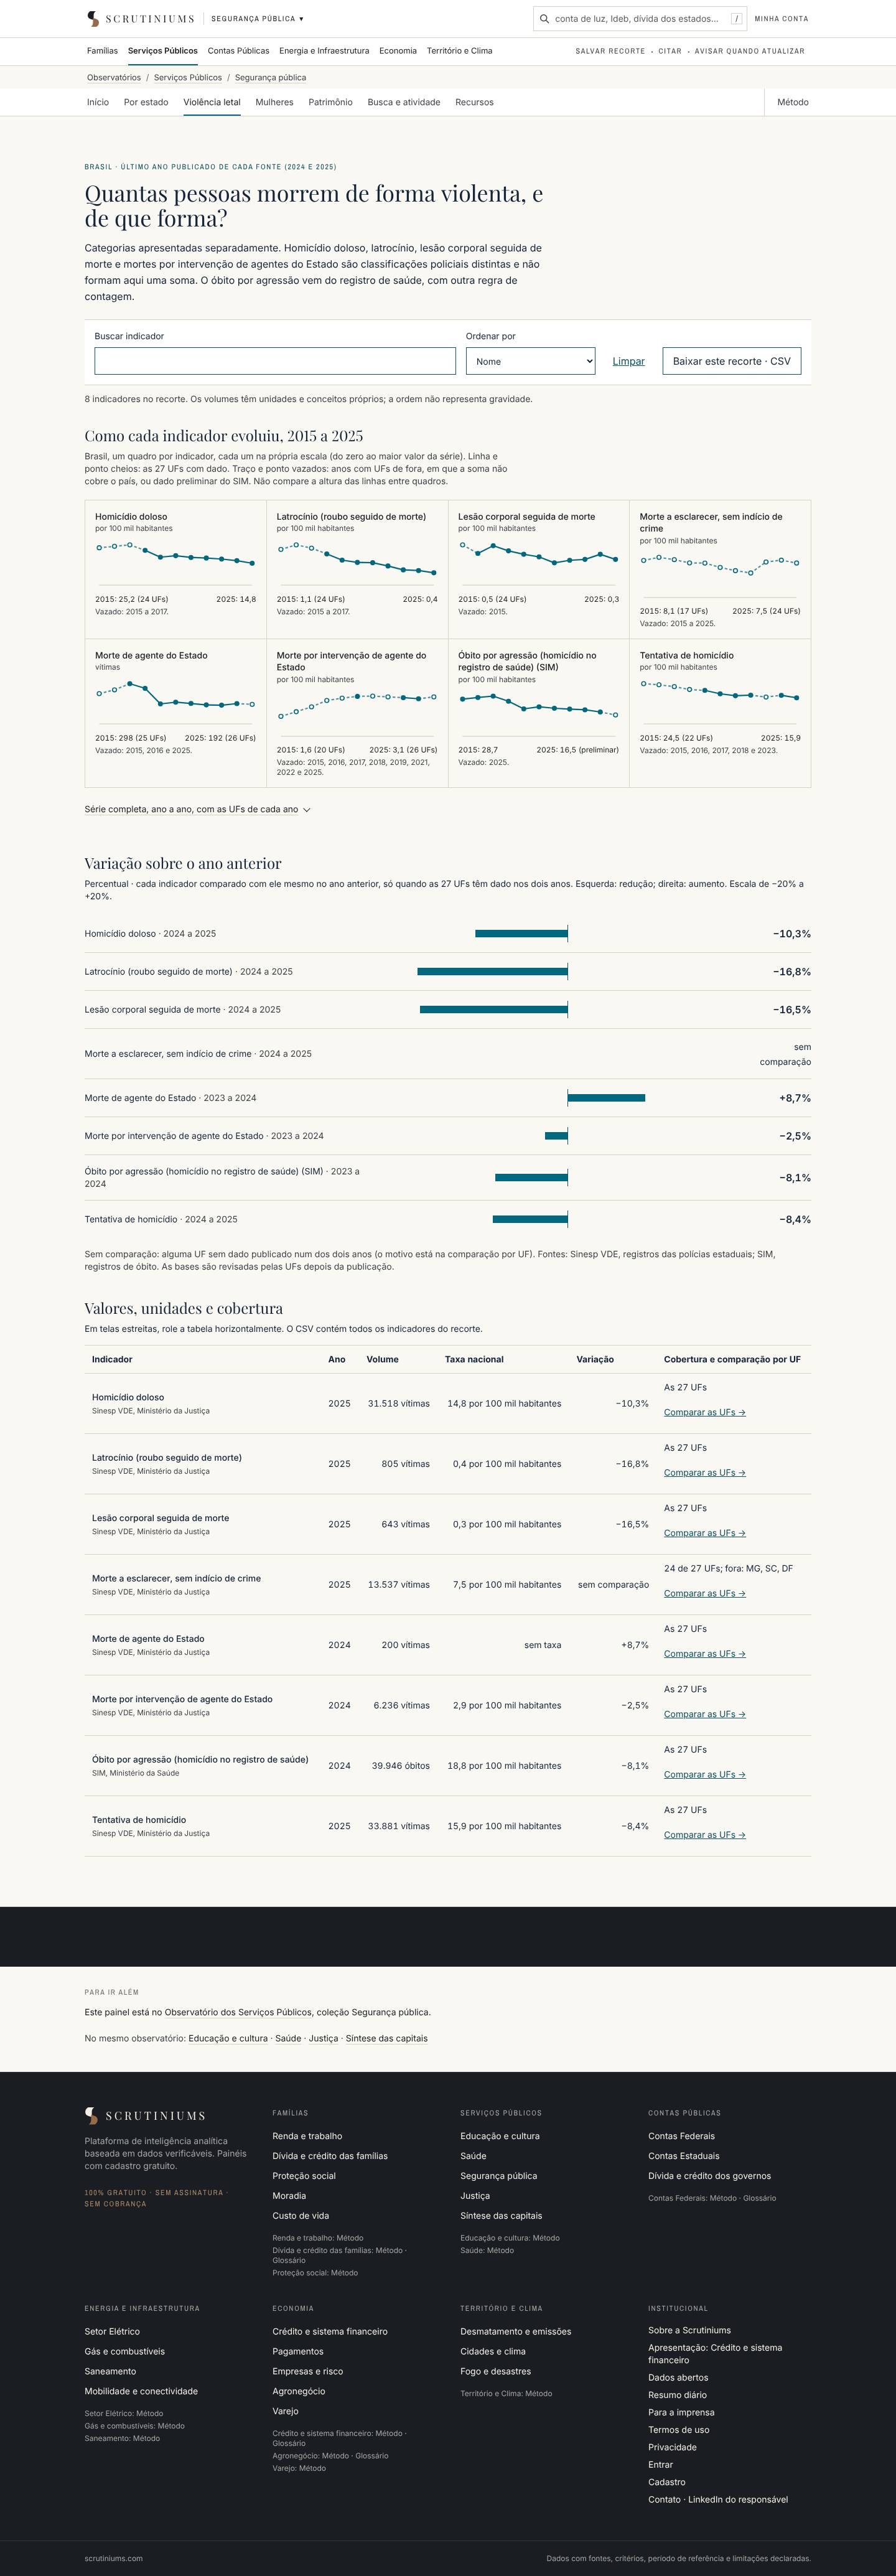 SCRUTINIUMS
SEGURANÇA PÚBLICA ▾
conta de luz, Ideb, dívida dos estados... /
MINHA CONTA
Famílias Serviços Públicos Contas Públicas Energia e Infraestrutura Economia Território e Clima
SALVAR RECORTE • CITAR • AVISAR QUANDO ATUALIZAR
Observatórios / Serviços Públicos / Segurança pública
Início Por estado Violência letal Mulheres Patrimônio Busca e atividade Recursos Método
BRASIL · ÚLTIMO ANO PUBLICADO DE CADA FONTE (2024 E 2025)
Quantas pessoas morrem de forma violenta, e
de que forma?
Categorias apresentadas separadamente. Homicídio doloso, latrocínio, lesão corporal seguida de
morte e mortes por intervenção de agentes do Estado são classificações policiais distintas e não
formam aqui uma soma. O óbito por agressão vem do registro de saúde, com outra regra de
contagem.
Buscar indicador
Ordenar por
Nome
Limpar
Baixar este recorte · CSV
8 indicadores no recorte. Os volumes têm unidades e conceitos próprios; a ordem não representa gravidade.
Como cada indicador evoluiu, 2015 a 2025
Brasil, um quadro por indicador, cada um na própria escala (do zero ao maior valor da série). Linha e
ponto cheios: as 27 UFs com dado. Traço e ponto vazados: anos com UFs de fora, em que a soma não
cobre o país, ou dado preliminar do SIM. Não compare a altura das linhas entre quadros.
Homicídio doloso
por 100 mil habitantes
2015: 25,2 (24 UFs) 2025: 14,8
Vazado: 2015 a 2017.
Latrocínio (roubo seguido de morte)
por 100 mil habitantes
2015: 1,1 (24 UFs) 2025: 0,4
Vazado: 2015 a 2017.
Lesão corporal seguida de morte
por 100 mil habitantes
2015: 0,5 (24 UFs) 2025: 0,3
Vazado: 2015.
Morte a esclarecer, sem indício de
crime
por 100 mil habitantes
2015: 8,1 (17 UFs) 2025: 7,5 (24 UFs)
Vazado: 2015 a 2025.
Morte de agente do Estado
vítimas
2015: 298 (25 UFs) 2025: 192 (26 UFs)
Vazado: 2015, 2016 e 2025.
Morte por intervenção de agente do
Estado
por 100 mil habitantes
2015: 1,6 (20 UFs) 2025: 3,1 (26 UFs)
Vazado: 2015, 2016, 2017, 2018, 2019, 2021,
2022 e 2025.
Óbito por agressão (homicídio no
registro de saúde) (SIM)
por 100 mil habitantes
2015: 28,7 2025: 16,5 (preliminar)
Vazado: 2025.
Tentativa de homicídio
por 100 mil habitantes
2015: 24,5 (22 UFs) 2025: 15,9
Vazado: 2015, 2016, 2017, 2018 e 2023.
Série completa, ano a ano, com as UFs de cada ano
Variação sobre o ano anterior
Percentual · cada indicador comparado com ele mesmo no ano anterior, só quando as 27 UFs têm dado nos dois anos. Esquerda: redução; direita: aumento. Escala de −20% a
+20%.
Homicídio doloso · 2024 a 2025 −10,3%
Latrocínio (roubo seguido de morte) · 2024 a 2025 −16,8%
Lesão corporal seguida de morte · 2024 a 2025 −16,5%
Morte a esclarecer, sem indício de crime · 2024 a 2025 sem
comparação
Morte de agente do Estado · 2023 a 2024 +8,7%
Morte por intervenção de agente do Estado · 2023 a 2024 −2,5%
Óbito por agressão (homicídio no registro de saúde) (SIM) · 2023 a
2024 −8,1%
Tentativa de homicídio · 2024 a 2025 −8,4%
Sem comparação: alguma UF sem dado publicado num dos dois anos (o motivo está na comparação por UF). Fontes: Sinesp VDE, registros das polícias estaduais; SIM,
registros de óbito. As bases são revisadas pelas UFs depois da publicação.
Valores, unidades e cobertura
Em telas estreitas, role a tabela horizontalmente. O CSV contém todos os indicadores do recorte.
Indicador Ano Volume Taxa nacional Variação Cobertura e comparação por UF
Homicídio doloso
Sinesp VDE, Ministério da Justiça
2025 31.518 vítimas 14,8 por 100 mil habitantes −10,3%
As 27 UFs
Comparar as UFs →
Latrocínio (roubo seguido de morte)
Sinesp VDE, Ministério da Justiça
2025 805 vítimas 0,4 por 100 mil habitantes −16,8%
As 27 UFs
Comparar as UFs →
Lesão corporal seguida de morte
Sinesp VDE, Ministério da Justiça
2025 643 vítimas 0,3 por 100 mil habitantes −16,5%
As 27 UFs
Comparar as UFs →
Morte a esclarecer, sem indício de crime
Sinesp VDE, Ministério da Justiça
2025 13.537 vítimas 7,5 por 100 mil habitantes sem comparação
24 de 27 UFs; fora: MG, SC, DF
Comparar as UFs →
Morte de agente do Estado
Sinesp VDE, Ministério da Justiça
2024 200 vítimas sem taxa +8,7%
As 27 UFs
Comparar as UFs →
Morte por intervenção de agente do Estado
Sinesp VDE, Ministério da Justiça
2024 6.236 vítimas 2,9 por 100 mil habitantes −2,5%
As 27 UFs
Comparar as UFs →
Óbito por agressão (homicídio no registro de saúde)
SIM, Ministério da Saúde
2024 39.946 óbitos 18,8 por 100 mil habitantes −8,1%
As 27 UFs
Comparar as UFs →
Tentativa de homicídio
Sinesp VDE, Ministério da Justiça
2025 33.881 vítimas 15,9 por 100 mil habitantes −8,4%
As 27 UFs
Comparar as UFs →
PARA IR ALÉM
Este painel está no Observatório dos Serviços Públicos, coleção Segurança pública.
No mesmo observatório: Educação e cultura · Saúde · Justiça · Síntese das capitais
SCRUTINIUMS
Plataforma de inteligência analítica
baseada em dados verificáveis. Painéis
com cadastro gratuito.
100% GRATUITO · SEM ASSINATURA ·
SEM COBRANÇA
FAMÍLIAS
Renda e trabalho
Dívida e crédito das famílias
Proteção social
Moradia
Custo de vida
Renda e trabalho: Método
Dívida e crédito das famílias: Método ·
Glossário
Proteção social: Método
SERVIÇOS PÚBLICOS
Educação e cultura
Saúde
Segurança pública
Justiça
Síntese das capitais
Educação e cultura: Método
Saúde: Método
CONTAS PÚBLICAS
Contas Federais
Contas Estaduais
Dívida e crédito dos governos
Contas Federais: Método · Glossário
ENERGIA E INFRAESTRUTURA
Setor Elétrico
Gás e combustíveis
Saneamento
Mobilidade e conectividade
Setor Elétrico: Método
Gás e combustíveis: Método
Saneamento: Método
ECONOMIA
Crédito e sistema financeiro
Pagamentos
Empresas e risco
Agronegócio
Varejo
Crédito e sistema financeiro: Método ·
Glossário
Agronegócio: Método · Glossário
Varejo: Método
TERRITÓRIO E CLIMA
Desmatamento e emissões
Cidades e clima
Fogo e desastres
Território e Clima: Método
INSTITUCIONAL
Sobre a Scrutiniums
Apresentação: Crédito e sistema
financeiro
Dados abertos
Resumo diário
Para a imprensa
Termos de uso
Privacidade
Entrar
Cadastro
Contato · LinkedIn do responsável
scrutiniums.com
Dados com fontes, critérios, período de referência e limitações declaradas.